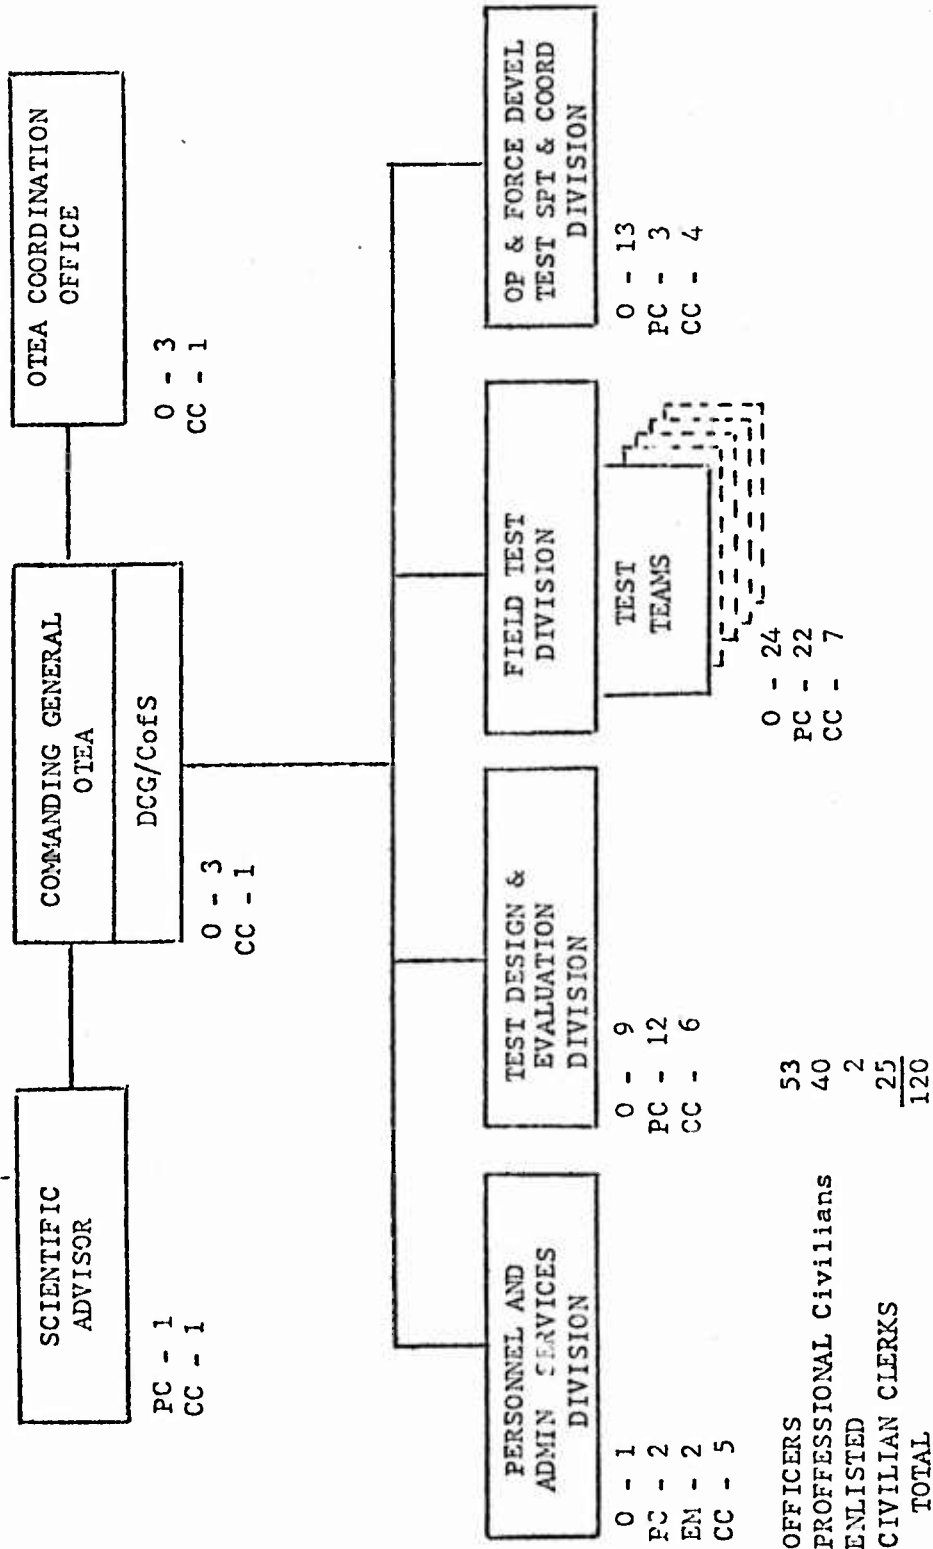 SCIENTIFIC
ADVISOR
PC - 1
CC - 1
COMMANDING GENERAL
OTEA
DCG/CofS
O - 3
CC - 1
OTEA COORDINATION
OFFICE
O - 3
CC - 1
PERSONNEL AND
ADMIN SERVICES
DIVISION
O - 1
PC - 2
EM - 2
CC - 5
TEST DESIGN &
EVALUATION
DIVISION
O - 9
PC - 12
CC - 6
FIELD TEST
DIVISION
TEST
TEAMS
O - 24
PC - 22
CC - 7
OP & FORCE DEVEL
TEST SPT & COORD
DIVISION
O - 13
PC - 3
CC - 4
OFFICERS 53
PROFFESSIONAL Civilians 40
ENLISTED 2
CIVILIAN CLERKS 25
TOTAL 120